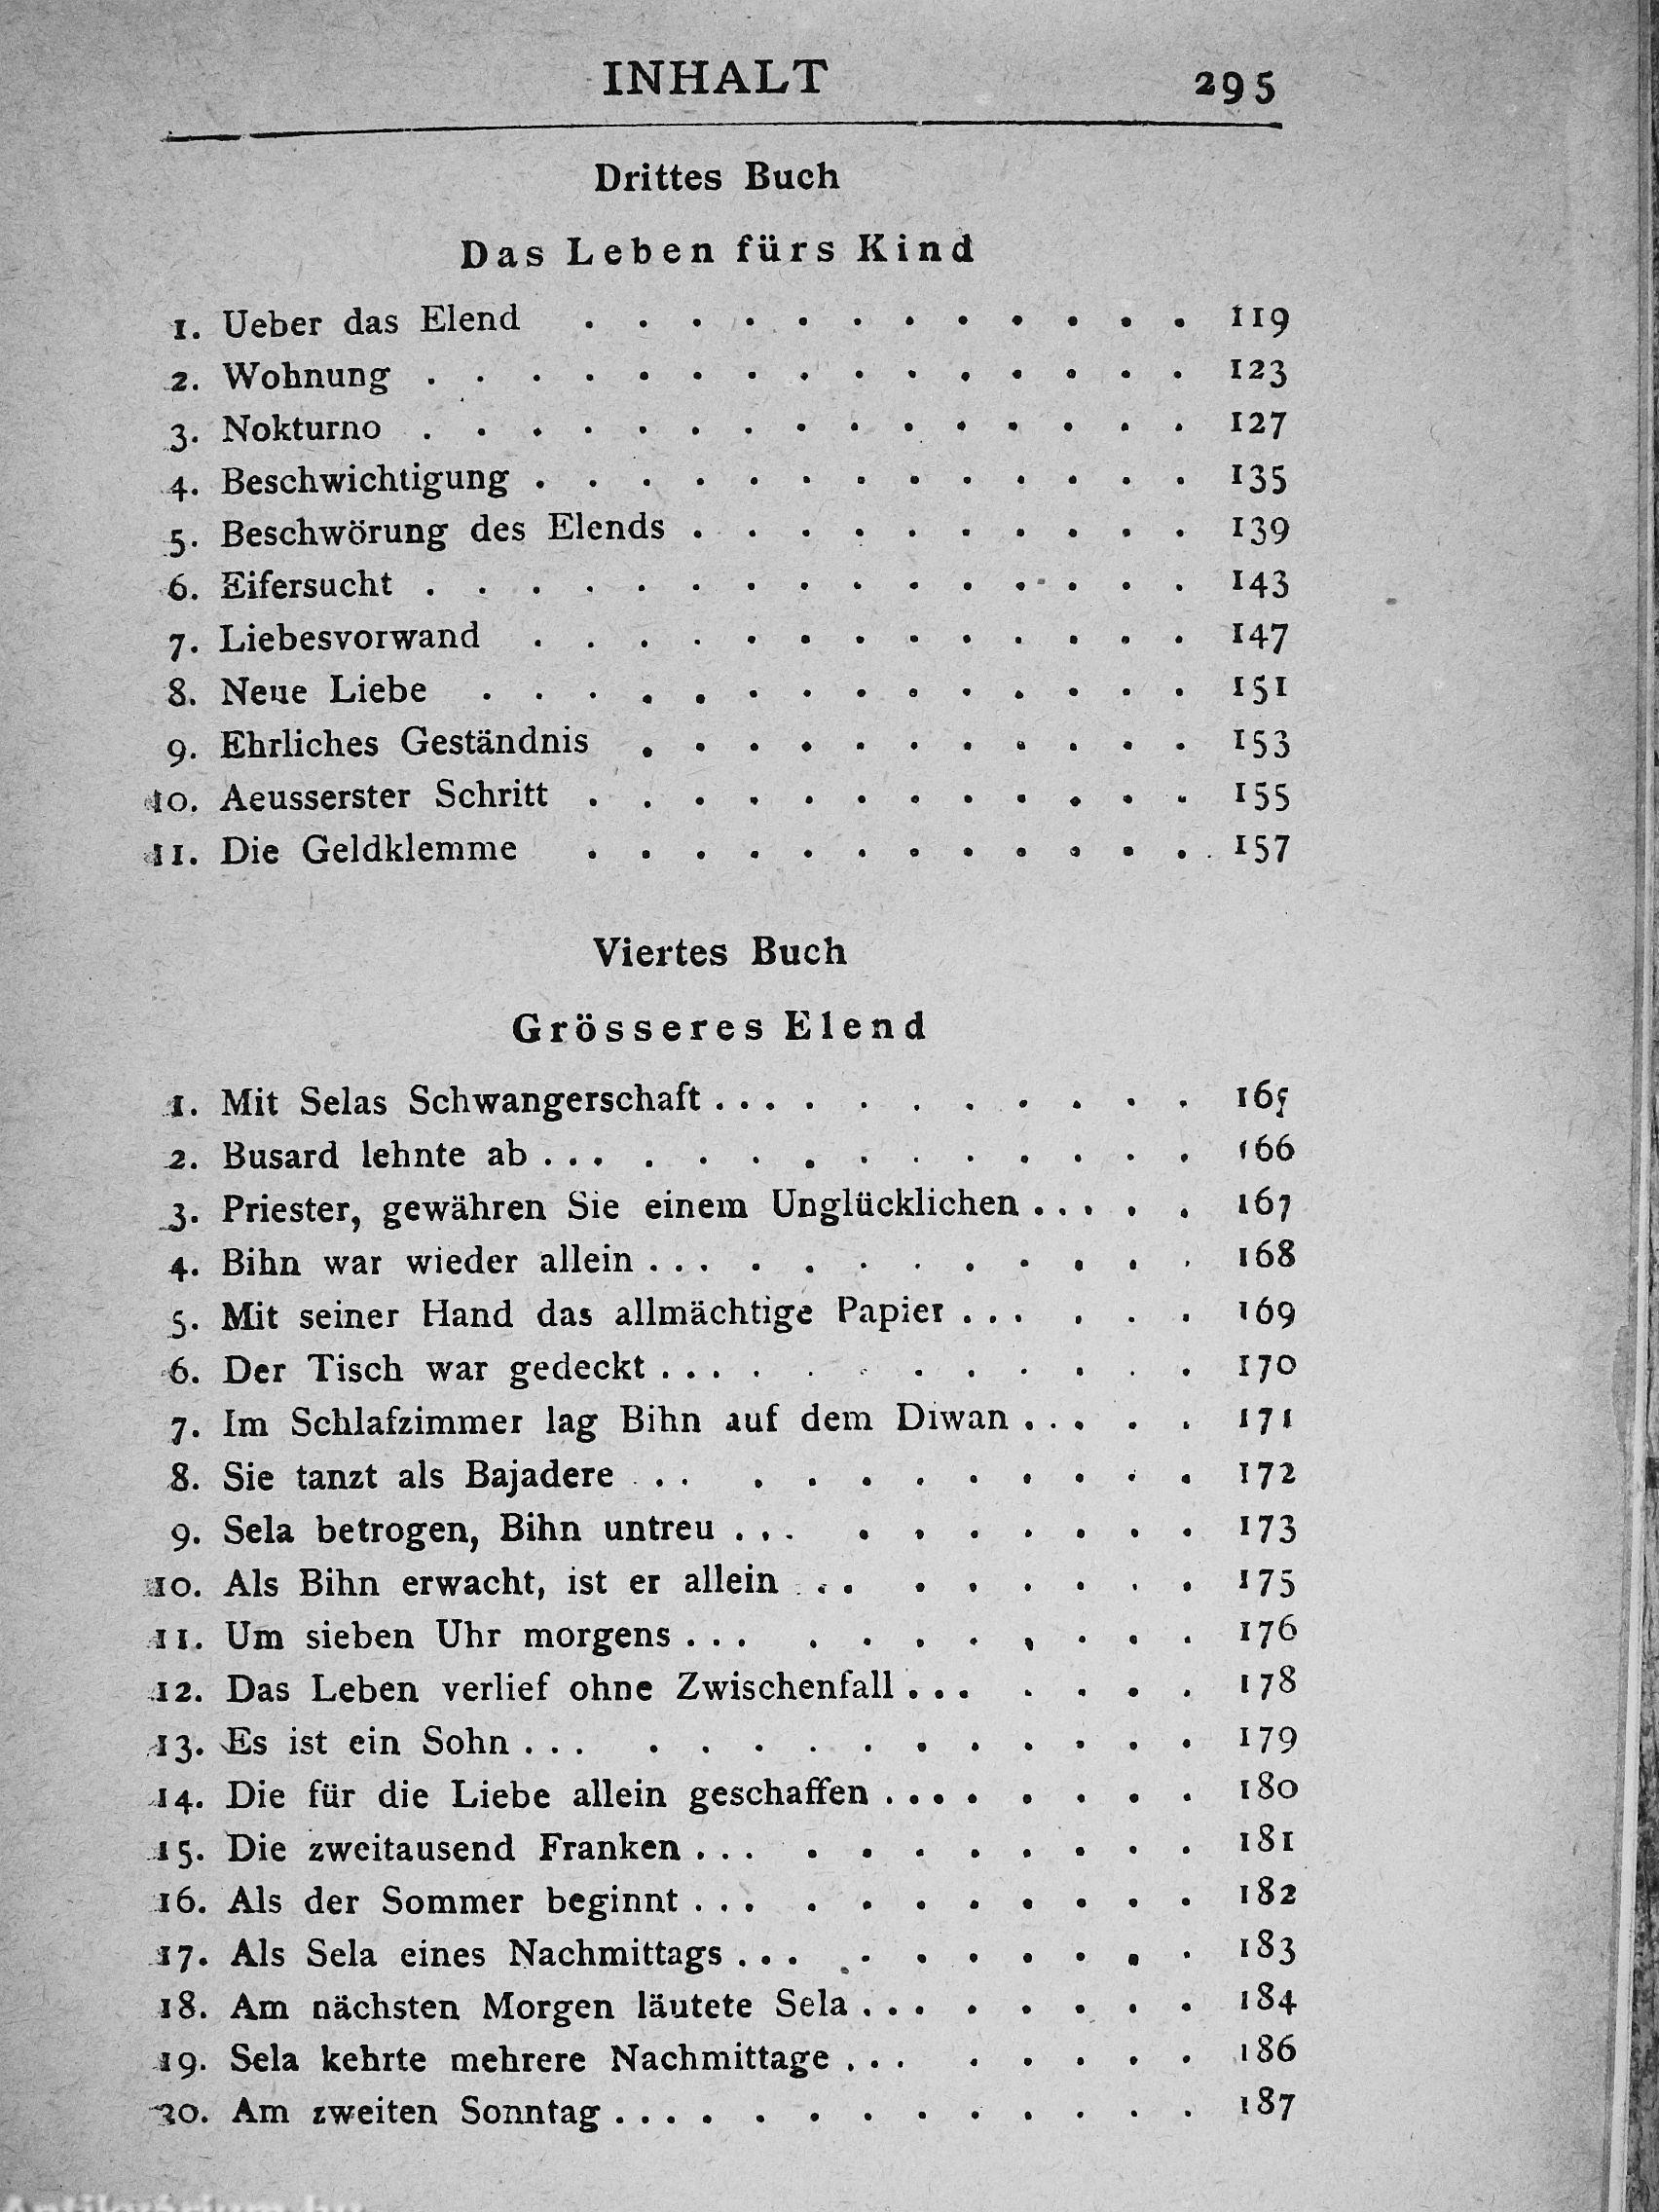 INHALT 295
Drittes Buch
Das Leben fürs Kind
1. Ueber das Elend . . . . . . . . . . . . 119
2. Wohnung . . . . . . . . . . . . . . . 123
3. Nokturno . . . . . . . . . . . . . . . 127
4. Beschwichtigung . . . . . . . . . . . . . 135
5. Beschwörung des Elends . . . . . . . . . . 139
6. Eifersucht . . . . . . . . . . . . . . . 143
7. Liebesvorwand . . . . . . . . . . . . . 147
8. Neue Liebe . . . . . . . . . . . . . . 151
9. Ehrliches Geständnis . . . . . . . . . . . 153
10. Aeusserster Schritt . . . . . . . . . . . . 155
11. Die Geldklemme . . . . . . . . . . . . 157
Viertes Buch
Grösseres Elend
1. Mit Selas Schwangerschaft . . . . . . . . . . . 165
2. Busard lehnte ab . . . . . . . . . . . . . . 166
3. Priester, gewähren Sie einem Unglücklichen . . . . . 167
4. Bihn war wieder allein . . . . . . . . . . . . 168
5. Mit seiner Hand das allmächtige Papier . . . . . . 169
6. Der Tisch war gedeckt . . . . . . . . . . . . 170
7. Im Schlafzimmer lag Bihn auf dem Diwan . . . . . 171
8. Sie tanzt als Bajadere . . . . . . . . . . . . 172
9. Sela betrogen, Bihn untreu . . . . . . . . . . 173
10. Als Bihn erwacht, ist er allein . . . . . . . . . 175
11. Um sieben Uhr morgens . . . . . . . . . . . 176
12. Das Leben verlief ohne Zwischenfall . . . . . . . 178
13. Es ist ein Sohn . . . . . . . . . . . . . . 179
14. Die für die Liebe allein geschaffen . . . . . . . . 180
15. Die zweitausend Franken . . . . . . . . . . . 181
16. Als der Sommer beginnt . . . . . . . . . . . 182
17. Als Sela eines Nachmittags . . . . . . . . . . 183
18. Am nächsten Morgen läutete Sela . . . . . . . . 184
19. Sela kehrte mehrere Nachmittage . . . . . . . . 186
20. Am zweiten Sonntag . . . . . . . . . . . . . 187